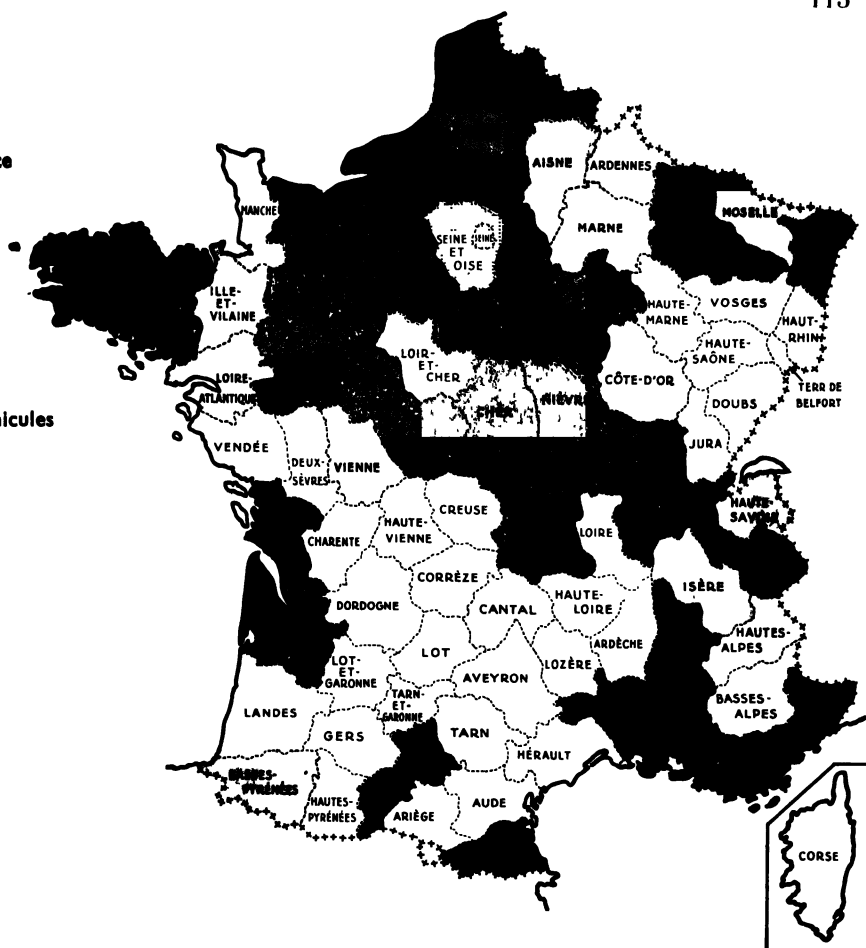 AISNE
ARDENNES
MANCHE
MOSELLE
MARNE
SEINE
ET
OISE
SEINE
ILLE-
ET-
VILAINE
HAUTE-
MARNE
VOSGES
HAUT-
RHIN
HAUTE-
SAÔNE
LOIR-
ET-
CHER
LOIRE-
ATLANTIQUE
CHER
NIÈVRE
CÔTE-D'OR
DOUBS
TERR DE
BELFORT
nicules
VENDÉE
DEUX-
SÈVRES
VIENNE
JURA
HAUTE-
SAVOIE
CREUSE
HAUTE-
VIENNE
CHARENTE
LOIRE
CORRÈZE
ISÈRE
DORDOGNE
CANTAL
HAUTE-
LOIRE
HAUTES-
ALPES
ARDÈCHE
LOT
LOZÈRE
LOT-
ET-
GARONNE
AVEYRON
TARN
ET-
GARONNE
BASSES-
ALPES
LANDES
GERS
TARN
HÉRAULT
BASSES-
PYRÉNÉES
HAUTES-
PYRÉNÉES
ARIÈGE
AUDE
CORSE